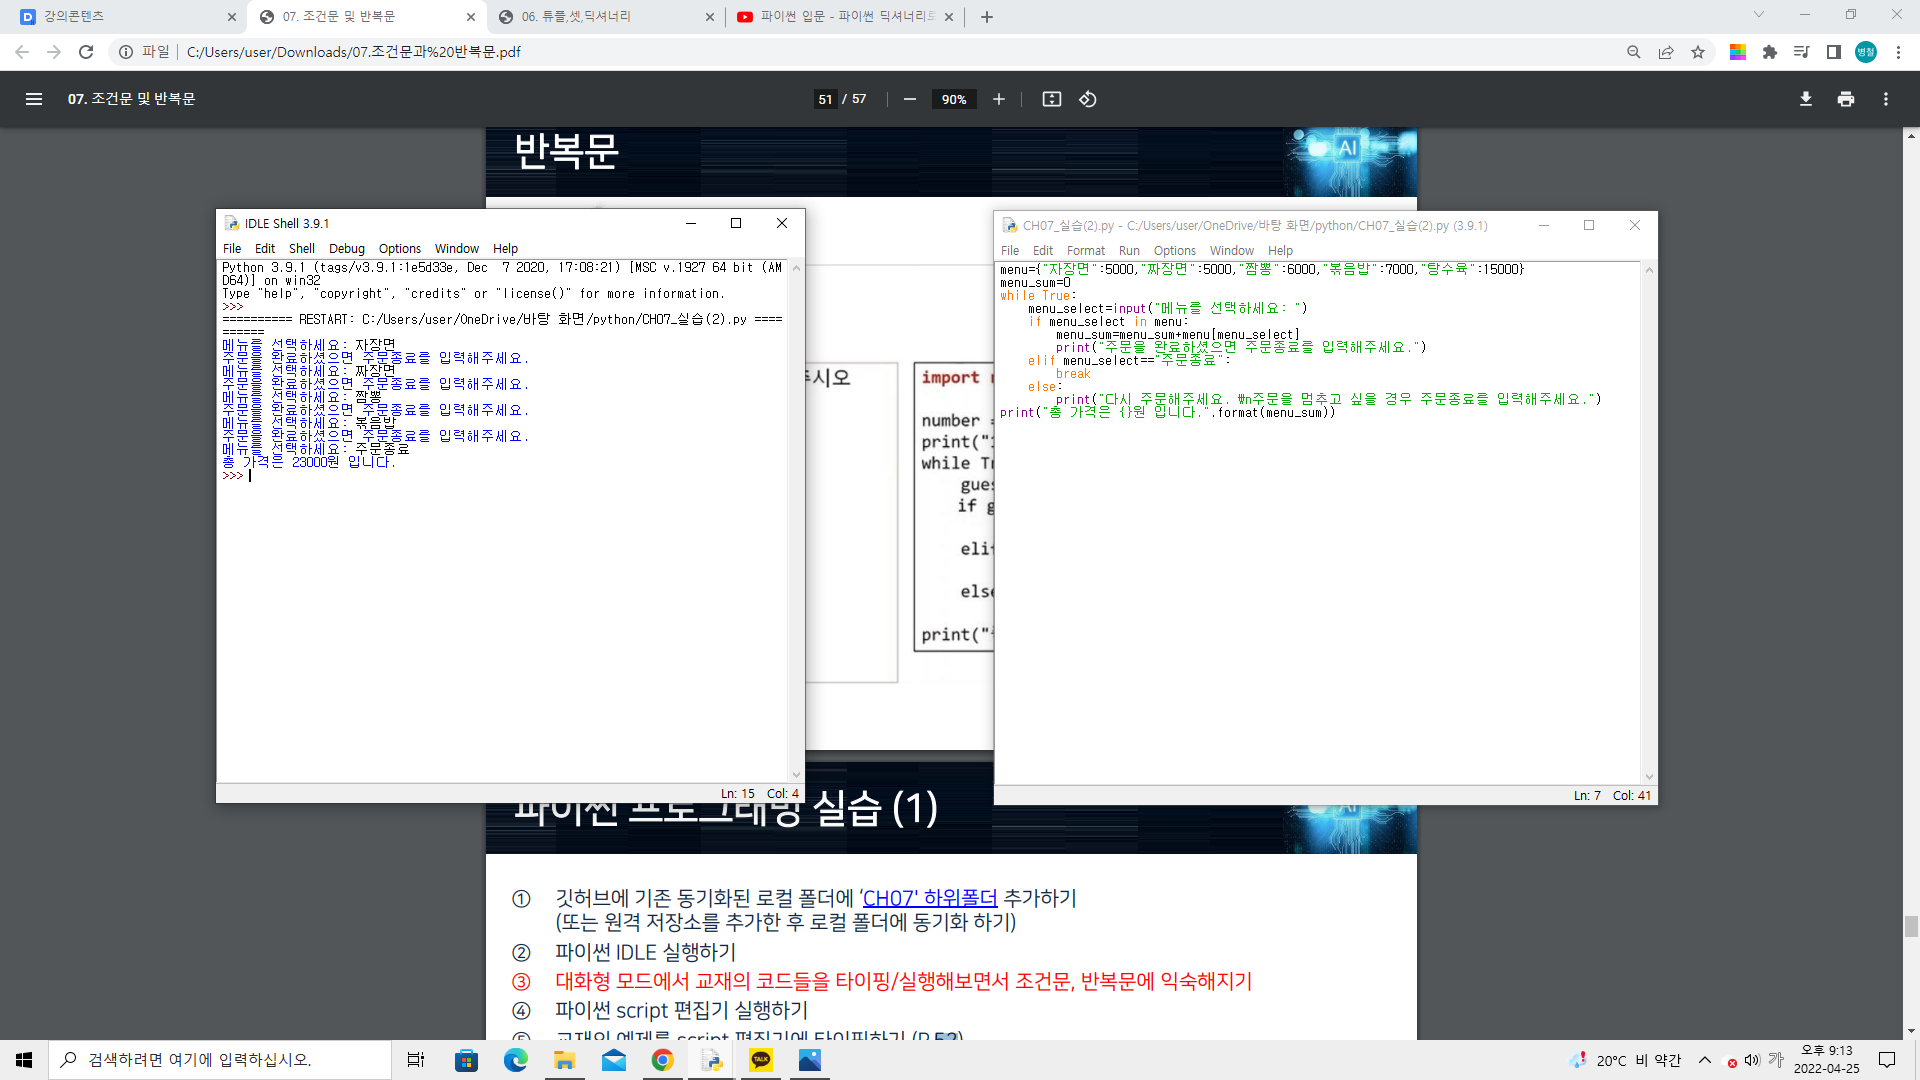 강의콘텐츠
07. 조건문 및 반복문
06. 튜플,셋,딕셔너리
파이썬 입문 - 파이썬 딕셔너리
파일
C:/Users/user/Downloads/07.조건문과%20반복문.pdf
병철
07. 조건문 및 반복문
51 / 57
90%
반복문
AI
IDLE Shell 3.9.1
File Edit Shell Debug Options Window Help
Python 3.9.1 (tags/v3.9.1:1e5d33e, Dec  7 2020, 17:08:21) [MSC v.1927 64 bit (AM
D64)] on win32
Type "help", "copyright", "credits" or "license()" for more information.
>>>
========== RESTART: C:/Users/user/OneDrive/바탕 화면/python/CH07_실습(2).py ====
======
메뉴를 선택하세요: 자장면
주문을 완료하셨으면 주문종료를 입력해주세요.
메뉴를 선택하세요: 짜장면
주문을 완료하셨으면 주문종료를 입력해주세요.
메뉴를 선택하세요: 짬뽕
주문을 완료하셨으면 주문종료를 입력해주세요.
메뉴를 선택하세요: 볶음밥
주문을 완료하셨으면 주문종료를 입력해주세요.
메뉴를 선택하세요: 주문종료
총 가격은 23000원 입니다.
>>>
Ln: 15 Col: 4
주시오
import
number =
print("
while Tr
gues
if g
elif
else
print("
CH07_실습(2).py - C:/Users/user/OneDrive/바탕 화면/python/CH07_실습(2).py (3.9.1)
File Edit Format Run Options Window Help
menu={"자장면":5000,"짜장면":5000,"짬뽕":6000,"볶음밥":7000,"탕수육":15000}
menu_sum=0
while True:
    menu_select=input("메뉴를 선택하세요: ")
    if menu_select in menu:
        menu_sum=menu_sum+menu[menu_select]
        print("주문을 완료하셨으면 주문종료를 입력해주세요.")
    elif menu_select=="주문종료":
        break
    else:
        print("다시 주문해주세요. ₩n주문을 멈추고 싶을 경우 주문종료를 입력해주세요.")
print("총 가격은 {}원 입니다.".format(menu_sum))
Ln: 7 Col: 41
파이썬 프로그래밍 실습 (1)
AI
① 깃허브에 기존 동기화된 로컬 폴더에 ‘CH07' 하위폴더 추가하기
(또는 원격 저장소를 추가한 후 로컬 폴더에 동기화 하기)
② 파이썬 IDLE 실행하기
③ 대화형 모드에서 교재의 코드들을 타이핑/실행해보면서 조건문, 반복문에 익숙해지기
④ 파이썬 script 편집기 실행하기
⑤ 교재의 예제를 script 편집기에 타이핑하기 (P.53)
검색하려면 여기에 입력하십시오.
TALK
20°C 비 약간
가
오후 9:13
2022-04-25